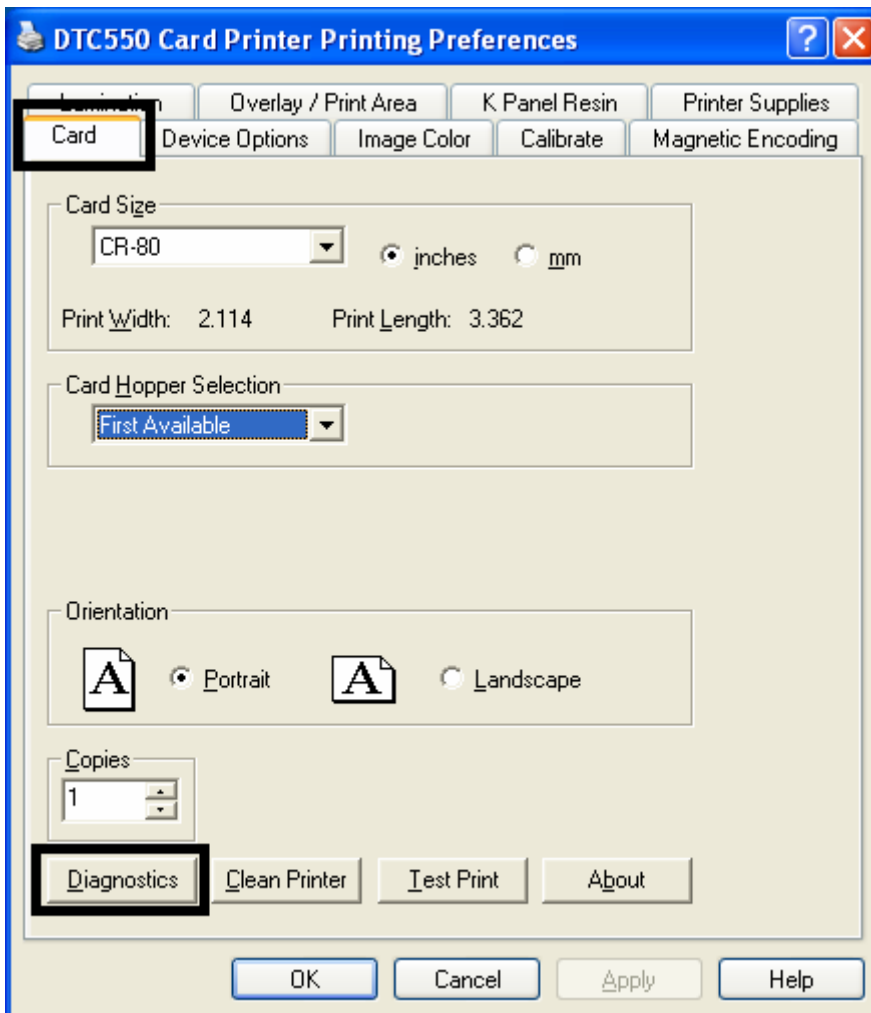 DTC550 Card Printer Printing Preferences
Lamination Overlay / Print Area K Panel Resin Printer Supplies
Card Device Options Image Color Calibrate Magnetic Encoding
Card Size
CR-80 inches mm
Print Width: 2.114 Print Length: 3.362
Card Hopper Selection
First Available
Orientation
A Portrait A Landscape
Copies
1
Diagnostics Clean Printer Test Print About
OK Cancel Apply Help